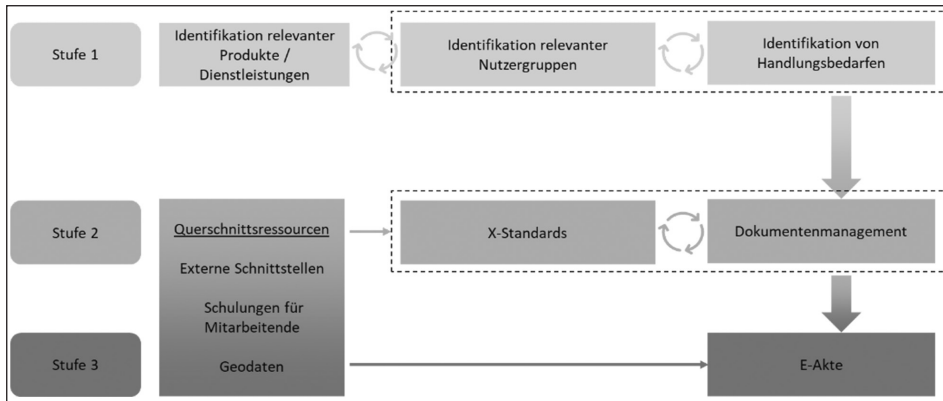 Stufe 1
Identifikation relevanter
Produkte /
Dienstleistungen
Identifikation relevanter
Nutzergruppen
Identifikation von
Handlungsbedarfen
Stufe 2
Querschnittsressourcen
Externe Schnittstellen
Schulungen für
Mitarbeitende
Geodaten
X-Standards
Dokumentenmanagement
Stufe 3
E-Akte